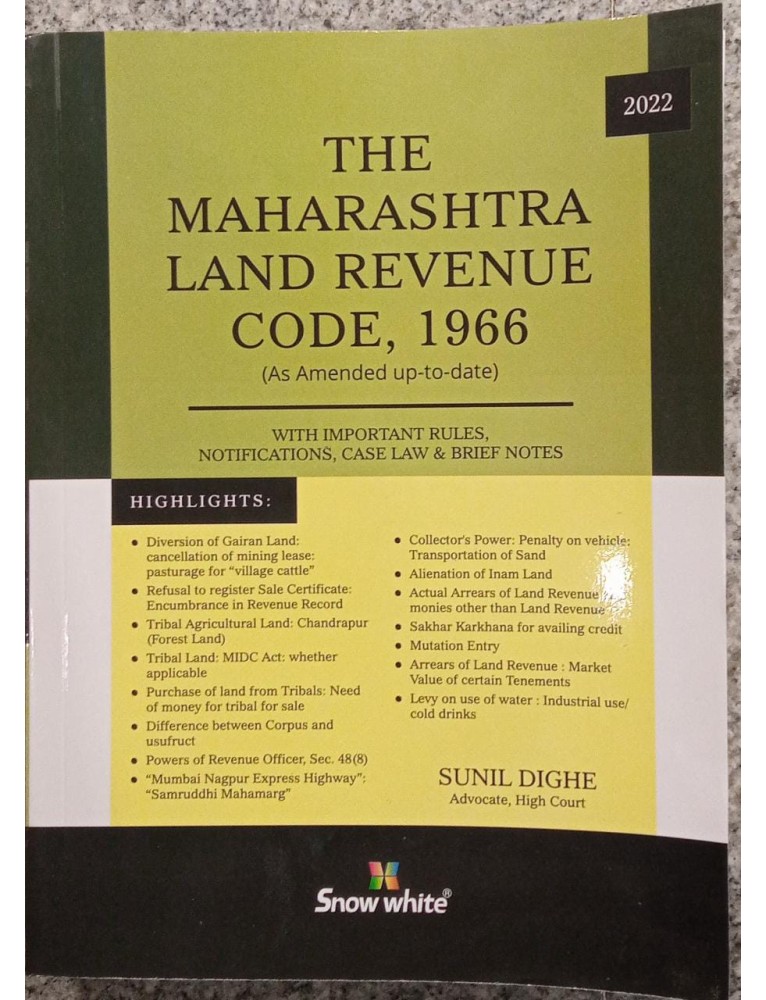 2022
THE
MAHARASHTRA
LAND REVENUE
CODE, 1966
(As Amended up-to-date)
WITH IMPORTANT RULES,
NOTIFICATIONS, CASE LAW & BRIEF NOTES
HIGHLIGHTS:
• Diversion of Gairan Land:
cancellation of mining lease:
pasturage for "village cattle"
• Refusal to register Sale Certificate:
Encumbrance in Revenue Record
• Tribal Agricultural Land: Chandrapur
(Forest Land)
• Tribal Land: MIDC Act: whether
applicable
• Purchase of land from Tribals: Need
of money for tribal for sale
• Difference between Corpus and
usufruct
• Powers of Revenue Officer, Sec. 48(8)
• "Mumbai Nagpur Express Highway":
"Samruddhi Mahamarg"
• Collector's Power: Penalty on vehicle:
Transportation of Sand
• Alienation of Inam Land
• Actual Arrears of Land Revenue
monies other than Land Revenue
• Sakhar Karkhana for availing credit
• Mutation Entry
• Arrears of Land Revenue : Market
Value of certain Tenements
• Levy on use of water : Industrial use/
cold drinks
SUNIL DIGHE
Advocate, High Court
Snow white®